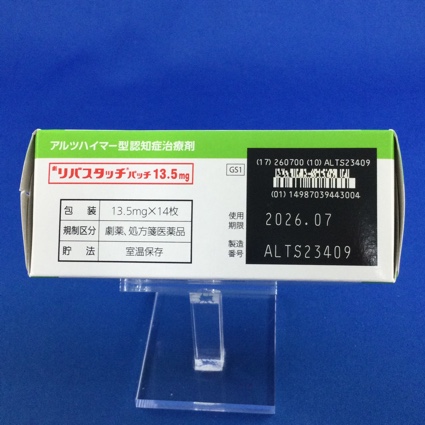 アルツハイマー型認知症治療剤
劇 リバスタッチ®パッチ 13.5mg
包装 13.5mg×14枚
規制区分 劇薬、処方箋医薬品
貯法 室温保存
GS1
(17) 260700 (10) ALTS23409
(01) 14987039443004
使用期限 2026.07
製造番号 ALTS23409